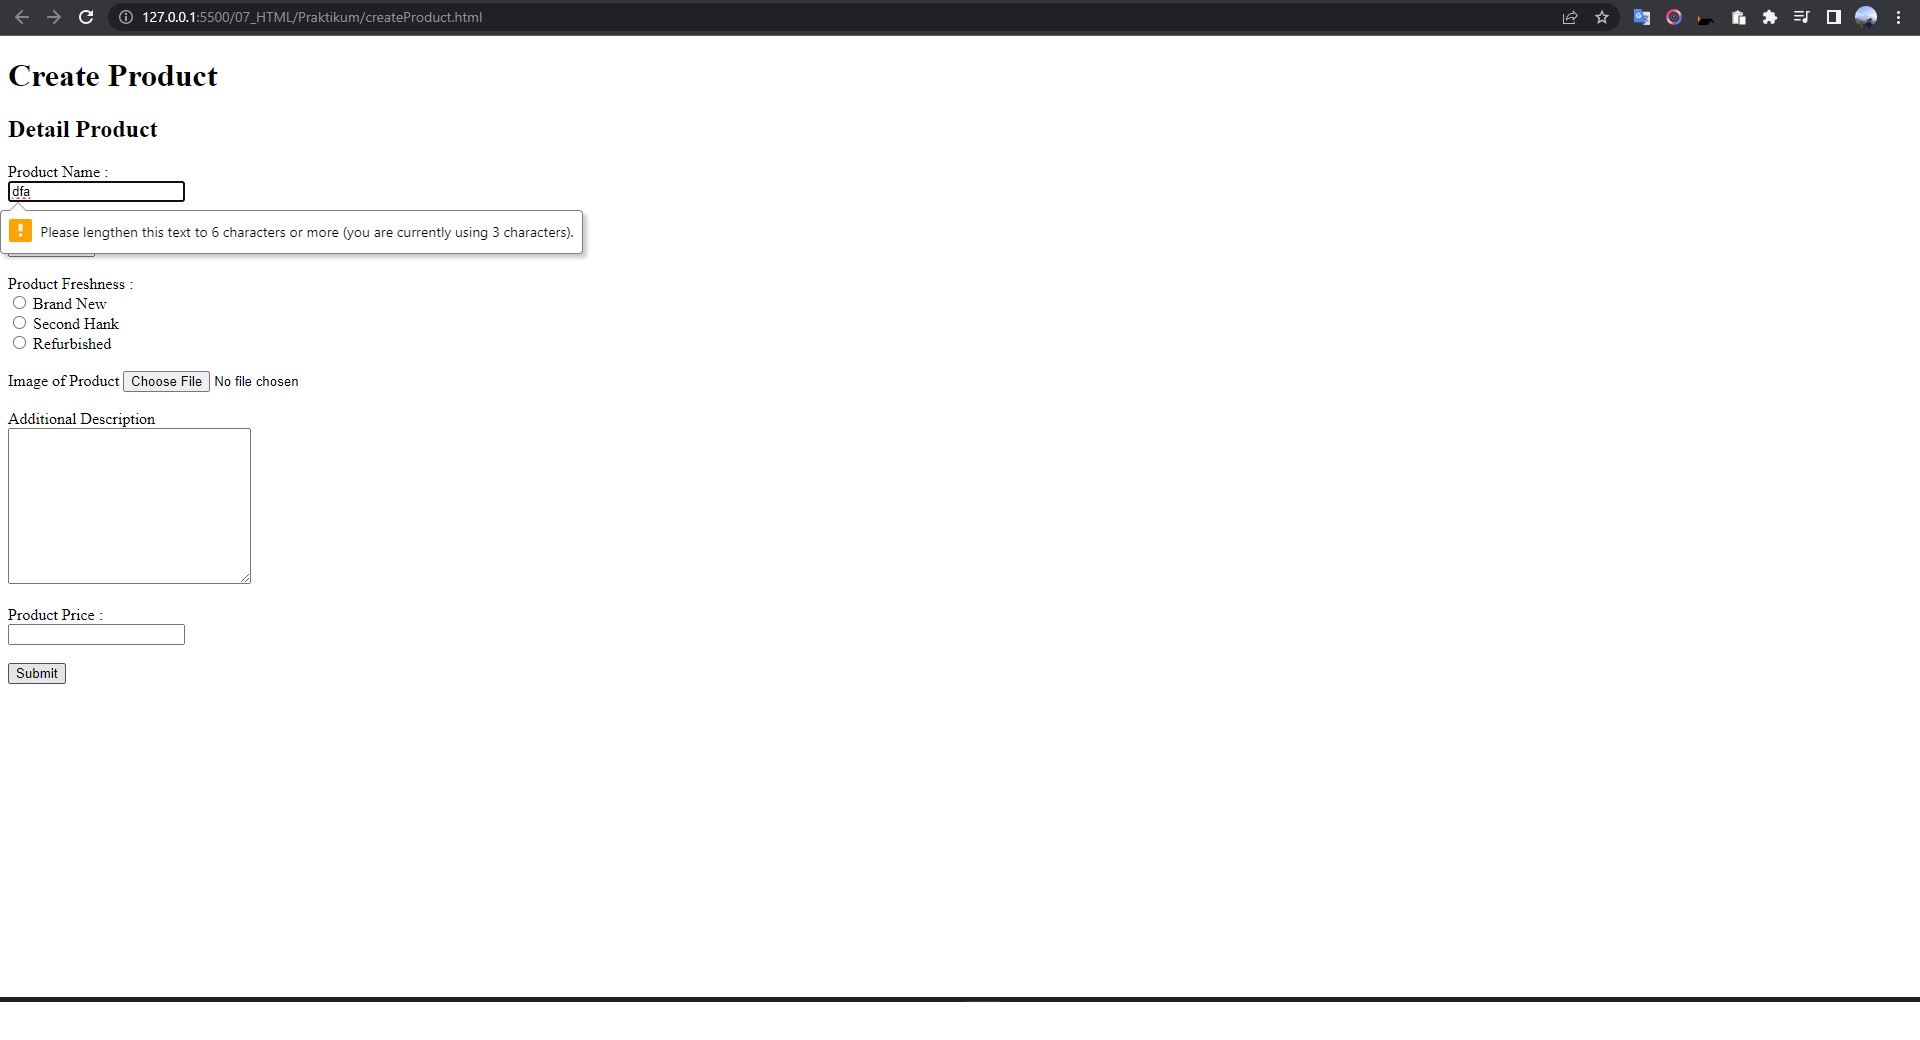 127.0.0.1:5500/07_HTML/Praktikum/createProduct.html
Create Product
Detail Product
Product Name :
dfa
Please lengthen this text to 6 characters or more (you are currently using 3 characters).
Product Freshness :
Brand New
Second Hank
Refurbished
Image of Product Choose File No file chosen
Additional Description
Product Price :
Submit